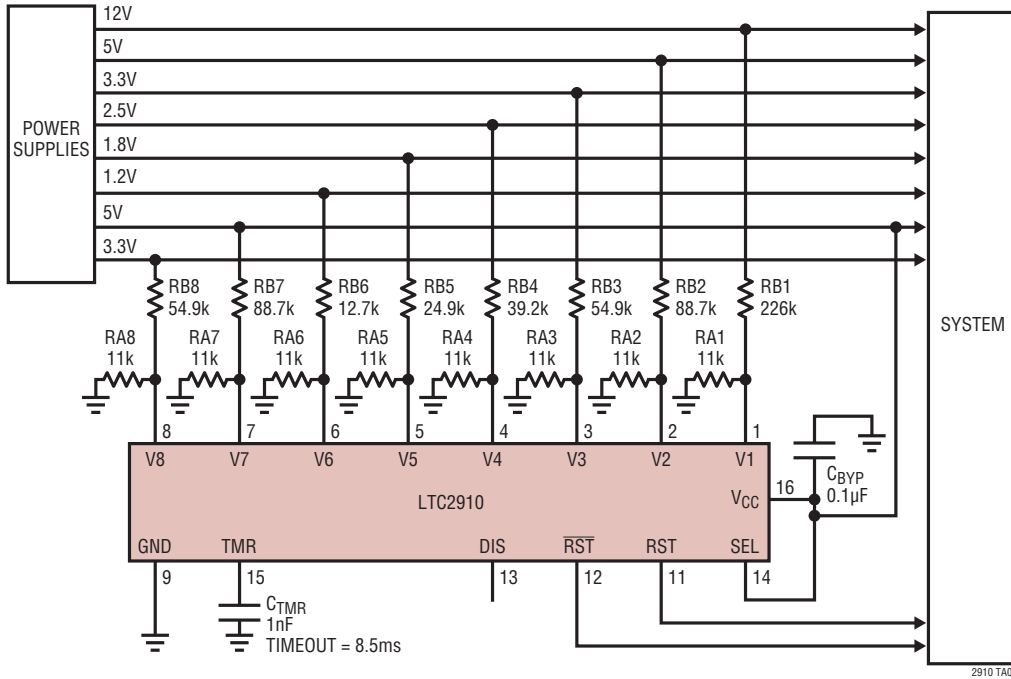 12V
5V
3.3V
2.5V
1.8V
1.2V
5V
3.3V
POWER
SUPPLIES
SYSTEM
RB8
54.9k
RB7
88.7k
RB6
12.7k
RB5
24.9k
RB4
39.2k
RB3
54.9k
RB2
88.7k
RB1
226k
RA8
11k
RA7
11k
RA6
11k
RA5
11k
RA4
11k
RA3
11k
RA2
11k
RA1
11k
8 7 6 5 4 3 2 1
V8 V7 V6 V5 V4 V3 V2 V1
CBYP
0.1µF
VCC 16
LTC2910
GND TMR DIS RST RST SEL
9 15 13 12 11 14
CTMR
1nF
TIMEOUT = 8.5ms